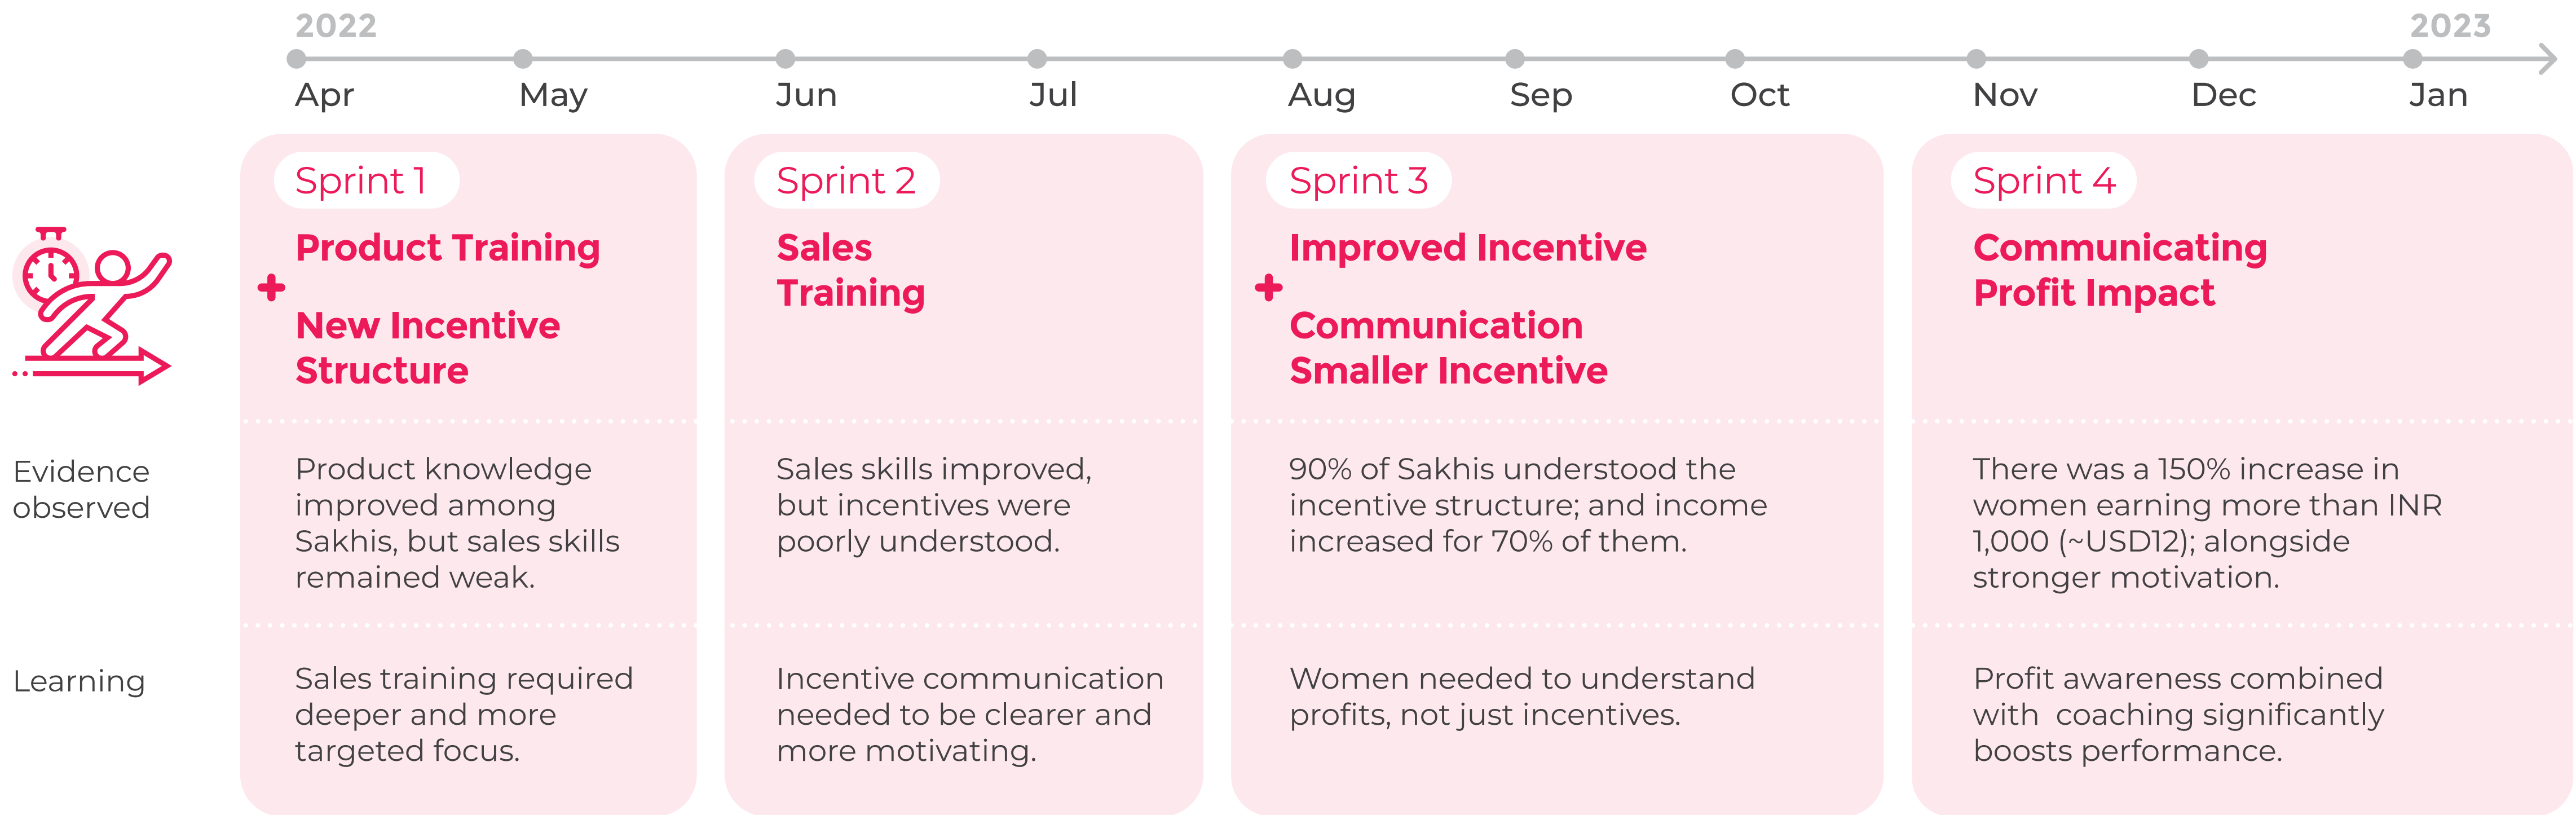 2022
2023
Apr
May
Jun
Jul
Aug
Sep
Oct
Nov
Dec
Jan
Sprint 1
Product Training
+
New Incentive
Structure
Sprint 2
Sales
Training
Sprint 3
Improved Incentive
+
Communication
Smaller Incentive
Sprint 4
Communicating
Profit Impact
Evidence
observed
Product knowledge
improved among
Sakhis, but sales skills
remained weak.
Sales skills improved,
but incentives were
poorly understood.
90% of Sakhis understood the
incentive structure; and income
increased for 70% of them.
There was a 150% increase in
women earning more than INR
1,000 (~USD12); alongside
stronger motivation.
Learning
Sales training required
deeper and more
targeted focus.
Incentive communication
needed to be clearer and
more motivating.
Women needed to understand
profits, not just incentives.
Profit awareness combined
with  coaching significantly
boosts performance.